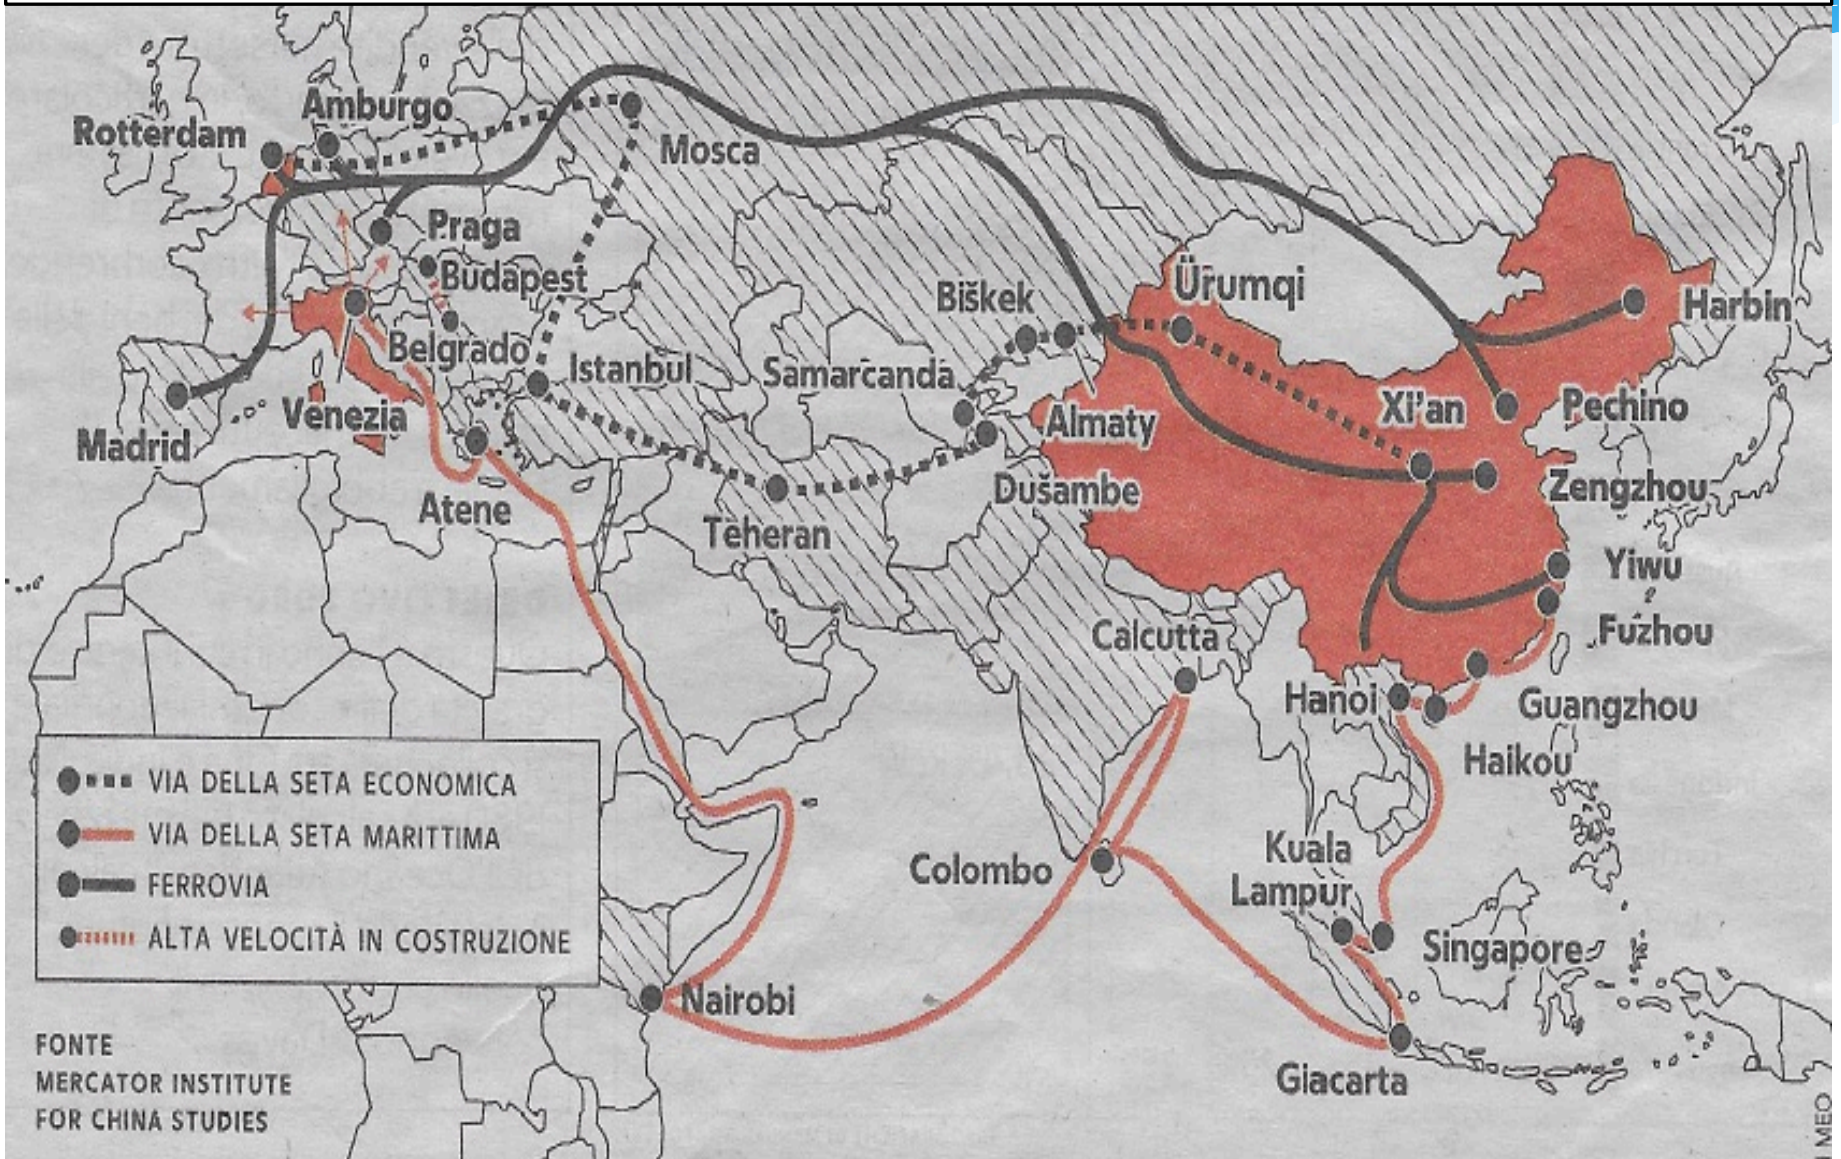 Amburgo
Rotterdam
Mosca
Praga
Budapest
Ürumqi
Biškek
Harbin
Belgrado
Istanbul
Samarcanda
Venezia
Xi'an
Pechino
Madrid
Almaty
Dušambe
Zengzhou
Atene
Teheran
Yiwu
Fuzhou
Calcutta
Hanoi
Guangzhou
Haikou
VIA DELLA SETA ECONOMICA
VIA DELLA SETA MARITTIMA
FERROVIA
ALTA VELOCITÀ IN COSTRUZIONE
Colombo
Kuala
Lampur
Singapore
Nairobi
Giacarta
FONTE
MERCATOR INSTITUTE
FOR CHINA STUDIES
MEO